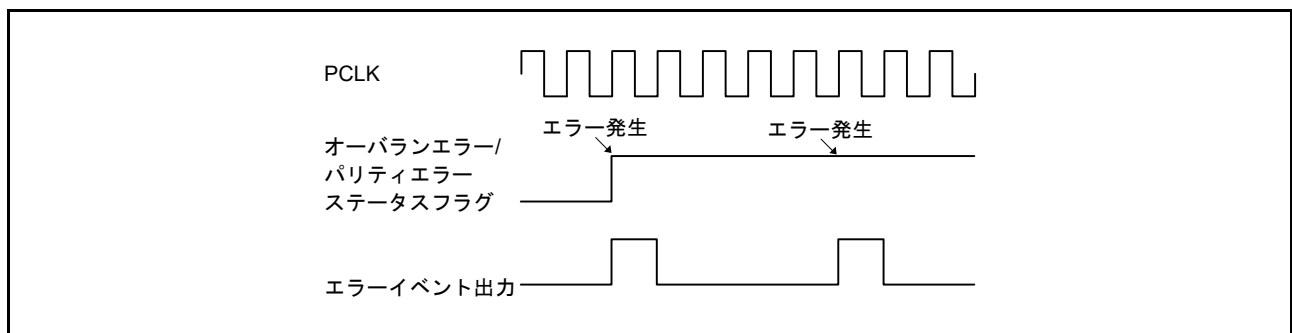 PCLK
エラー発生
エラー発生
オーバランエラー/
パリティエラー
ステータスフラグ
エラーイベント出力